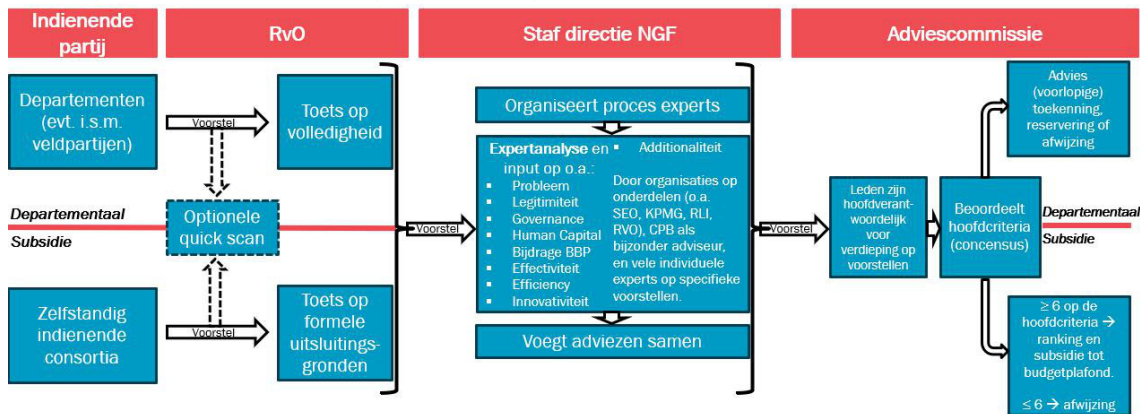 Indienende
partij
RvO
Staf directie NGF
Adviescommissie
Departementen
(evt. i.s.m.
veldpartijen)
Voorstel
Toets op
volledigheid
Departementaal
Subsidie
Optionele
quick scan
Zelfstandig
indienende
consortia
Voorstel
Toets op
formele
uitsluitings-
gronden
Voorstel
Organiseert proces experts
Expertanalyse en
input op o.a.:
▪ Probleem
▪ Legitimiteit
▪ Governance
▪ Human Capital
▪ Bijdrage BBP
▪ Effectiviteit
▪ Efficiency
▪ Innovativiteit
▪ Additionaliteit
Door organisaties op
onderdelen (o.a.
SEO, KPMG, RLI,
RVO), CPB als
bijzonder adviseur,
en vele individuele
experts op specifieke
voorstellen.
Voegt adviezen samen
Voorstel
Leden zijn
hoofdverant-
woordelijk
voor
verdieping op
voorstellen
Beoordeelt
hoofdcriteria
(concensus)
Advies
(voorlopige)
toekenning,
reservering of
afwijzing
Departementaal
Subsidie
≥ 6 op de
hoofdcriteria →
ranking en
subsidie tot
budgetplafond.
≤ 6 → afwijzing